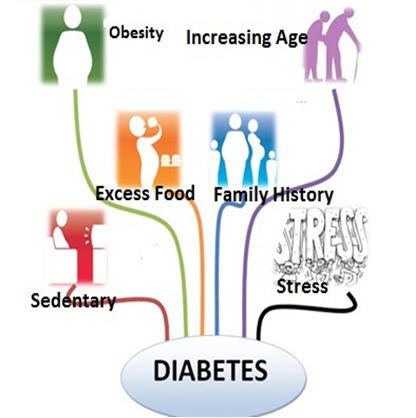 Obesity
Increasing Age
Excess Food
Family History
STRESS
Sedentary
Stress
DIABETES